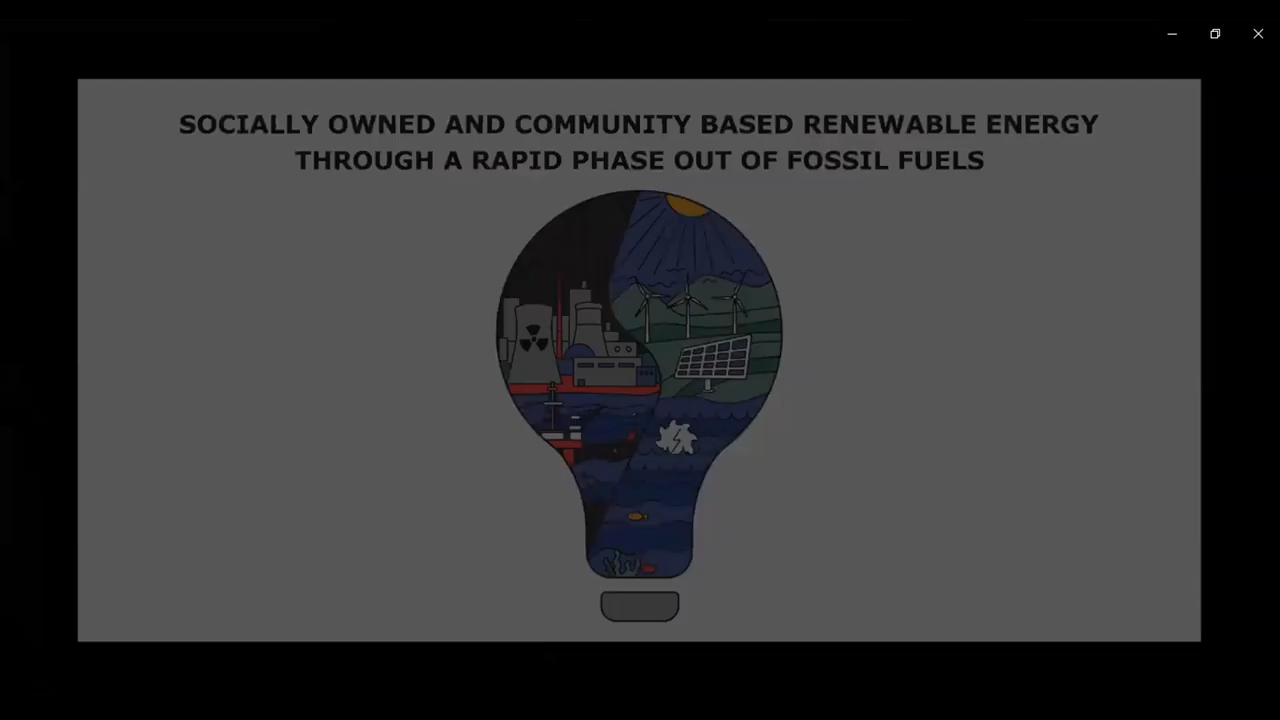 SOCIALLY OWNED AND COMMUNITY BASED RENEWABLE ENERGY
THROUGH A RAPID PHASE OUT OF FOSSIL FUELS